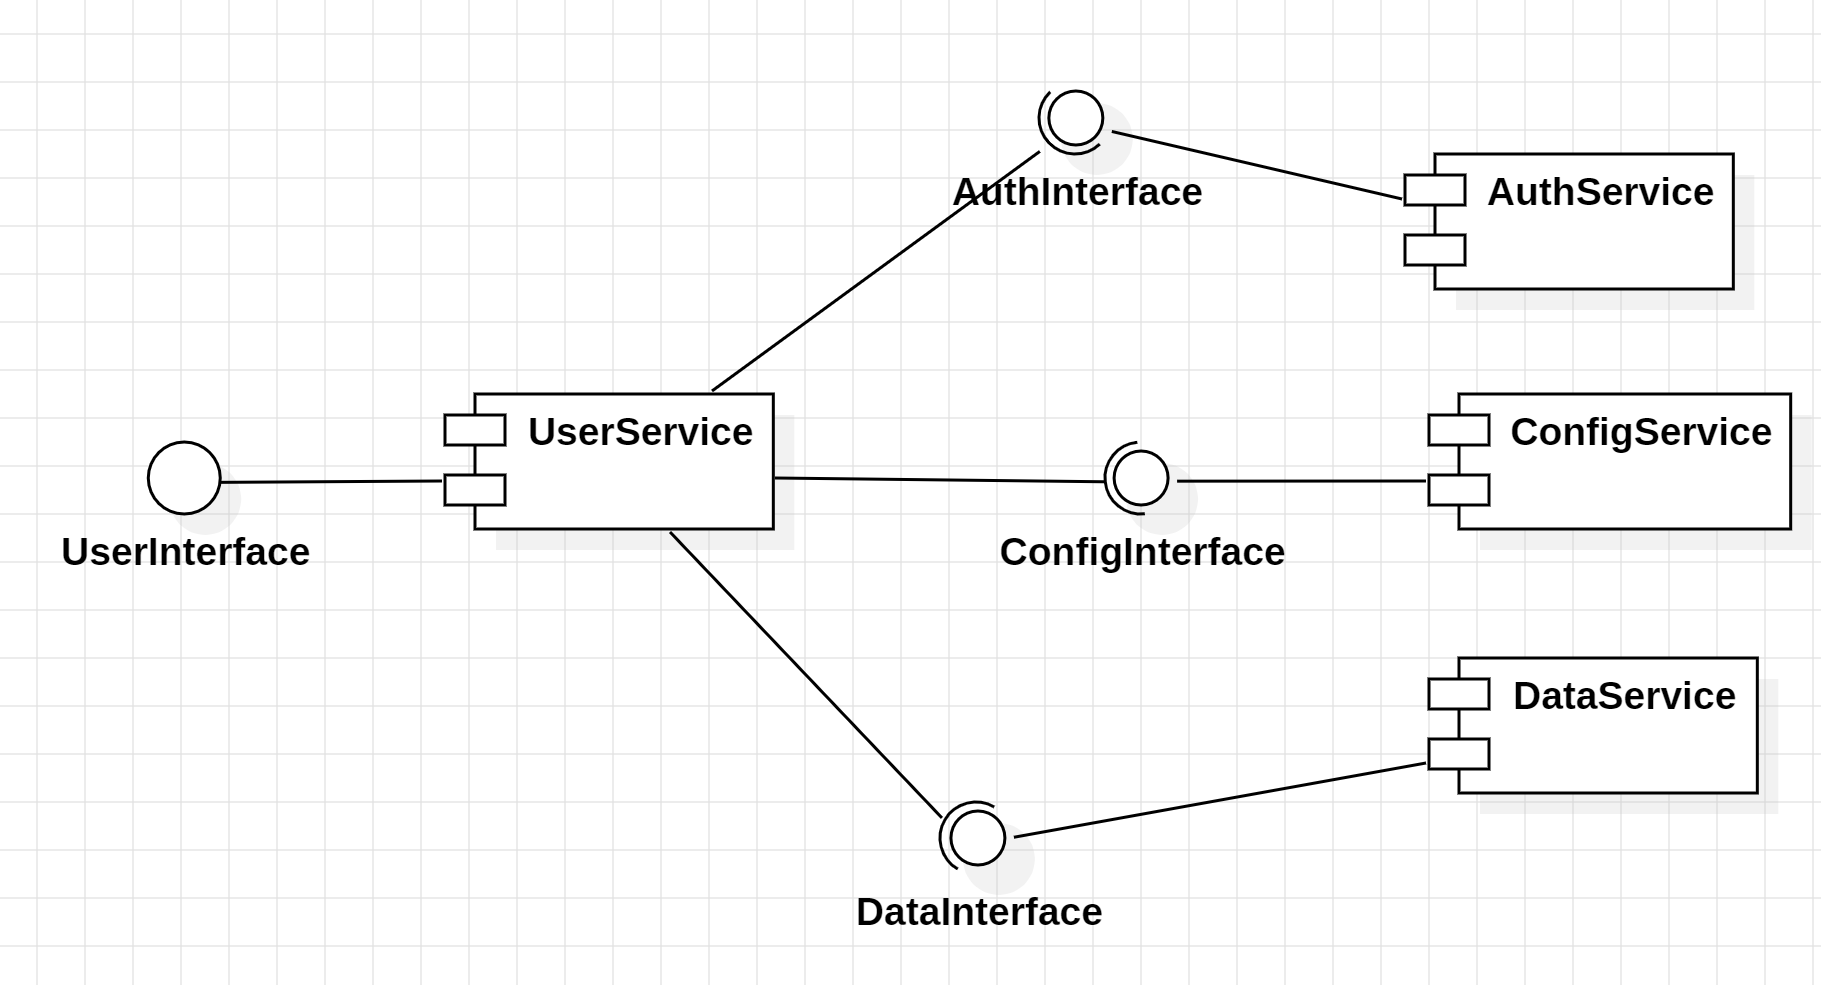 AuthInterface
AuthService
UserService
ConfigService
UserInterface
ConfigInterface
DataService
DataInterface